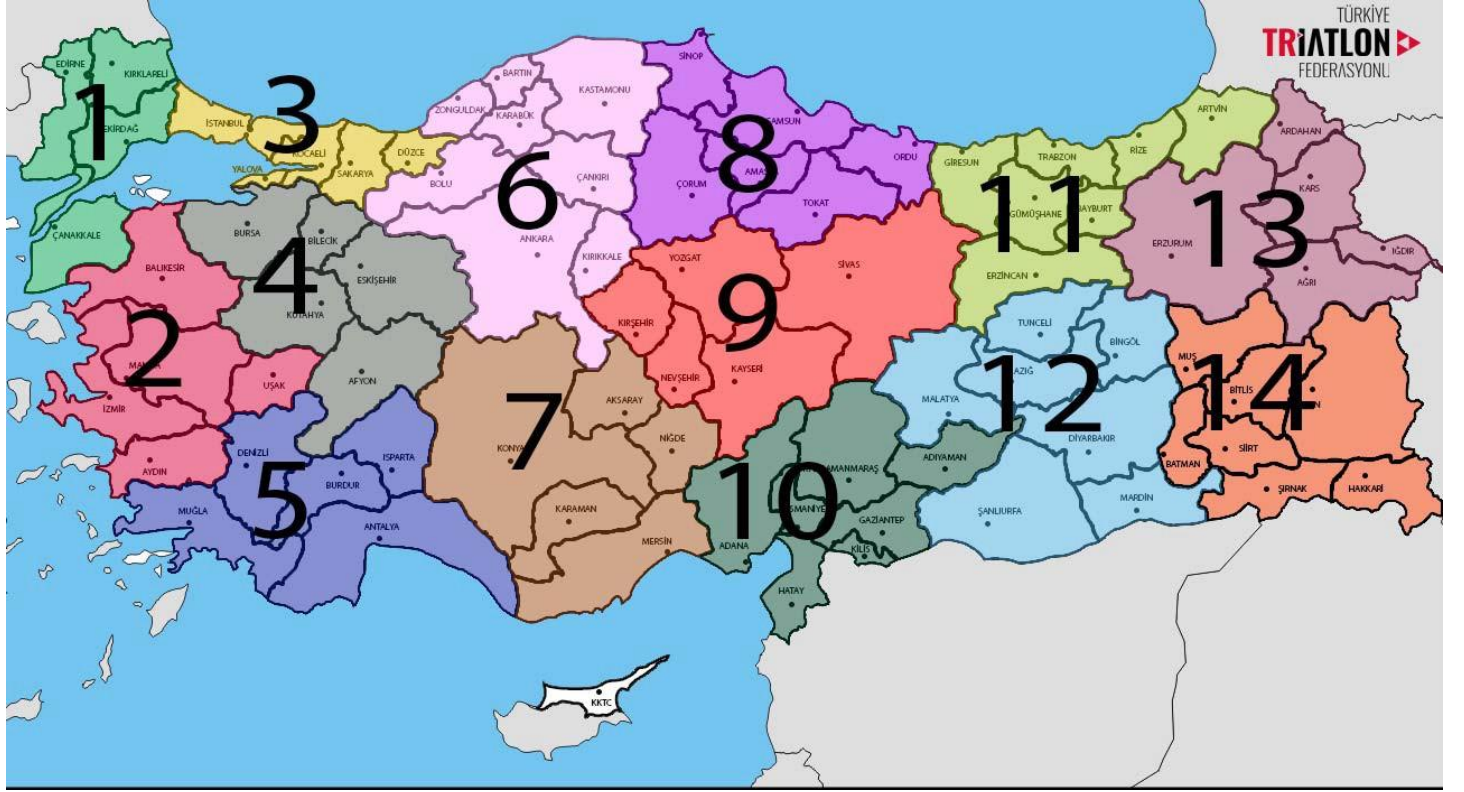 TÜRKİYE
TRİATLON
FEDERASYONU
1
EDİRNE
KIRKLARELİ
ÇANAKKALE
3
İSTANBUL
YALOVA
SAKARYA
DÜZCE
2
BALIKESİR
UŞAK
İZMİR
AYDIN
4
BURSA
BİLECİK
ESKİŞEHİR
AFYON
5
DENİZLİ
ISPARTA
BURDUR
MUĞLA
ANTALYA
6
BARTIN
KASTAMONU
ZONGULDAK
KARABÜK
BOLU
ÇANKIRI
ANKARA
KIRIKKALE
7
AKSARAY
NİĞDE
KARAMAN
MERSİN
8
SİNOP
ORDU
ÇORUM
TOKAT
9
YOZGAT
SİVAS
KIRŞEHİR
NEVŞEHİR
KAYSERİ
10
ADIYAMAN
GAZİANTEP
ADANA
KİLİS
HATAY
11
ARTVİN
RİZE
TRABZON
GİRESUN
GÜMÜŞHANE
ERZİNCAN
12
TUNCELİ
BİNGÖL
MALATYA
DİYARBAKIR
ŞANLIURFA
MARDİN
13
ARDAHAN
KARS
ERZURUM
IĞDIR
AĞRI
14
MUŞ
BİTLİS
SİİRT
BATMAN
ŞIRNAK
HAKKARİ
KKTC